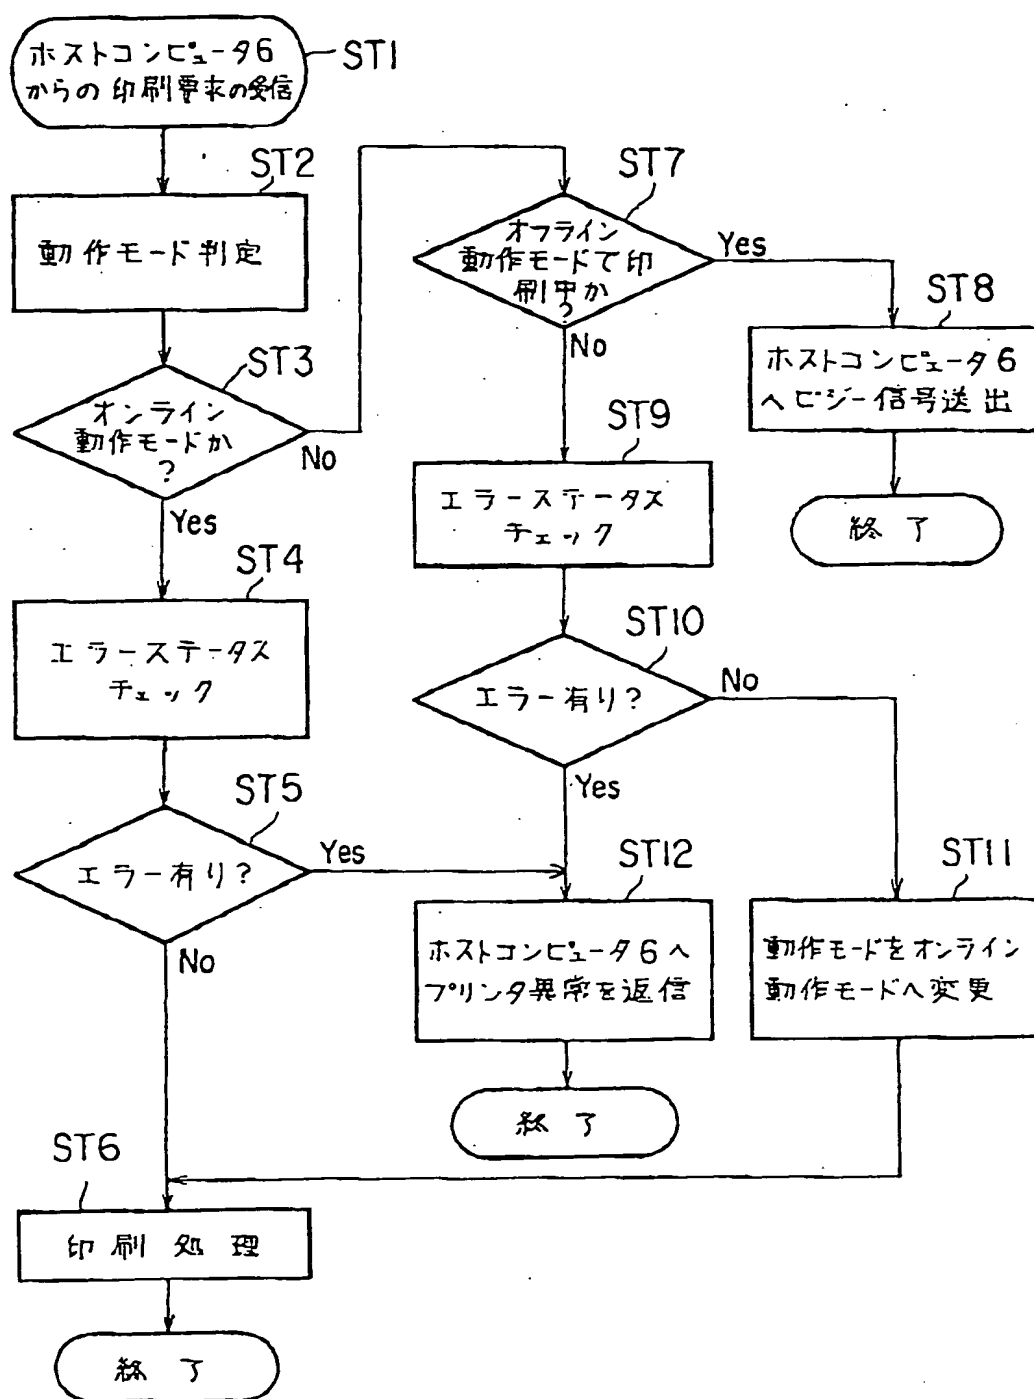 ホストコンピュータ6
からの印刷要求の受信
ST1
ST2
動作モード判定
ST3
オンライン
動作モードか
?
No
Yes
ST4
エラーステータス
チェック
ST5
エラー有り?
Yes
No
ST6
印刷処理
終了
ST7
オフライン
動作モードで印
刷中か
?
Yes
No
ST8
ホストコンピュータ6
へビジー信号送出
終了
ST9
エラーステータス
チェック
ST10
エラー有り?
No
Yes
ST11
動作モードをオンライン
動作モードへ変更
ST12
ホストコンピュータ6へ
プリンタ異常を返信
終了